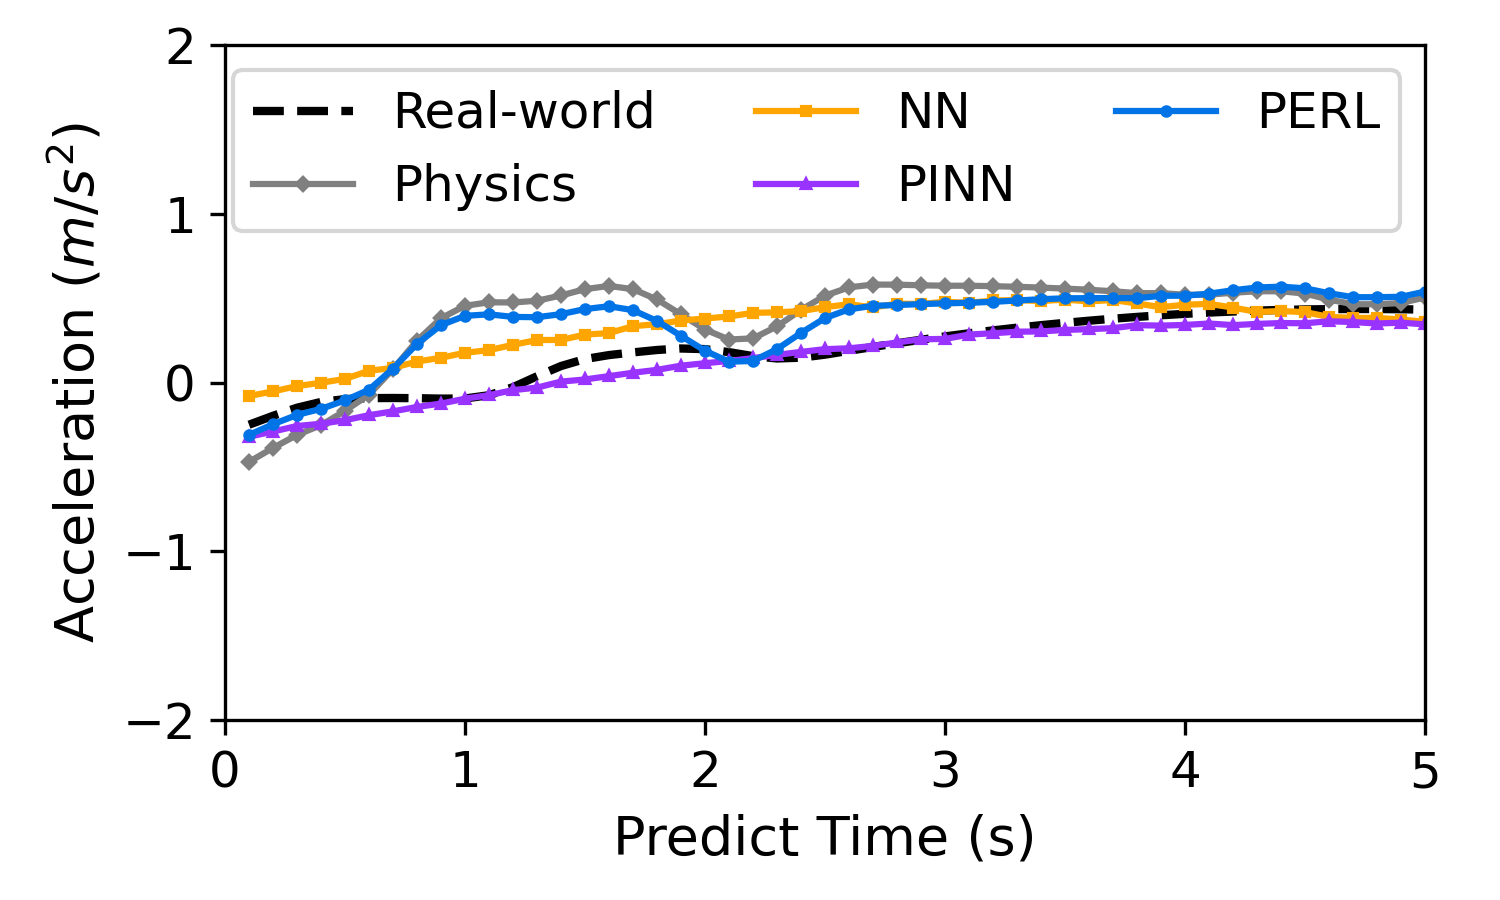 2
Real-world NN PERL
Physics PINN
1
0
−1
−2
Acceleration (m/s²)
0 1 2 3 4 5
Predict Time (s)